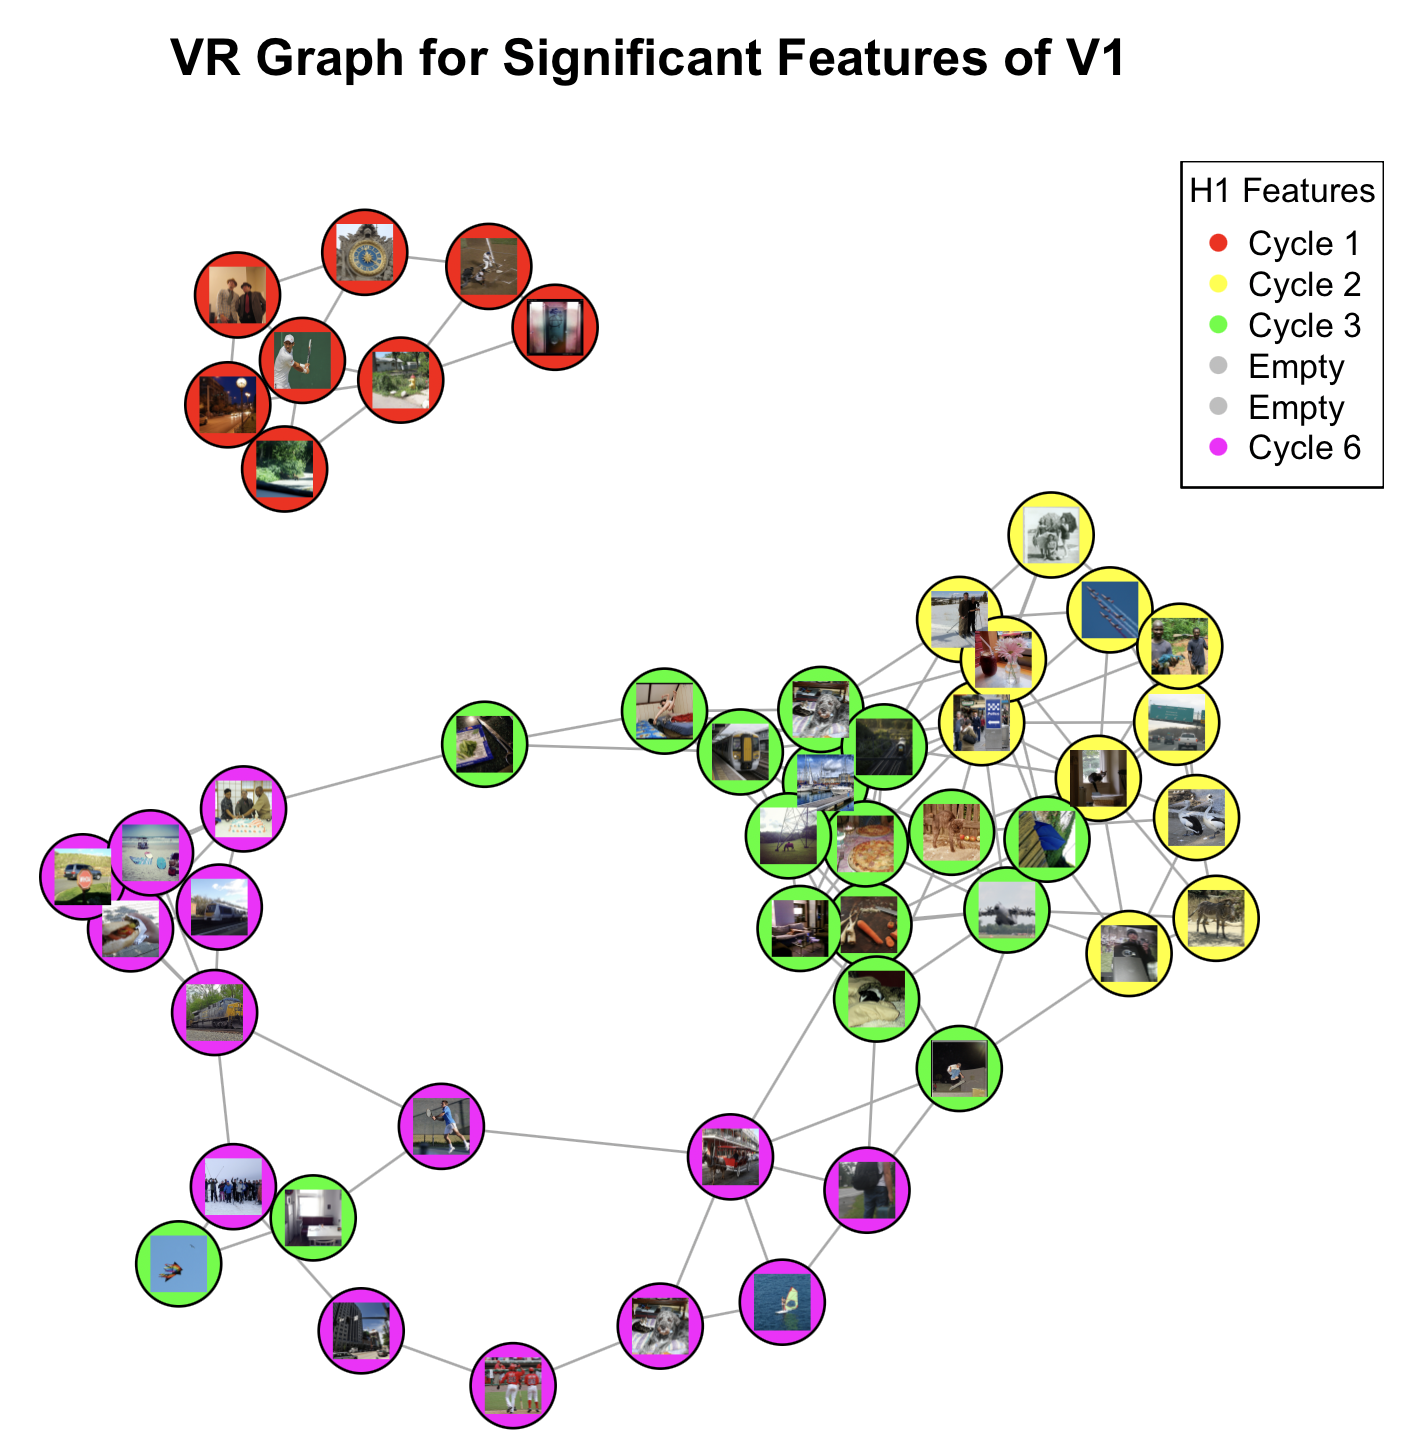 VR Graph for Significant Features of V1
H1 Features
Cycle 1
Cycle 2
Cycle 3
Empty
Empty
Cycle 6